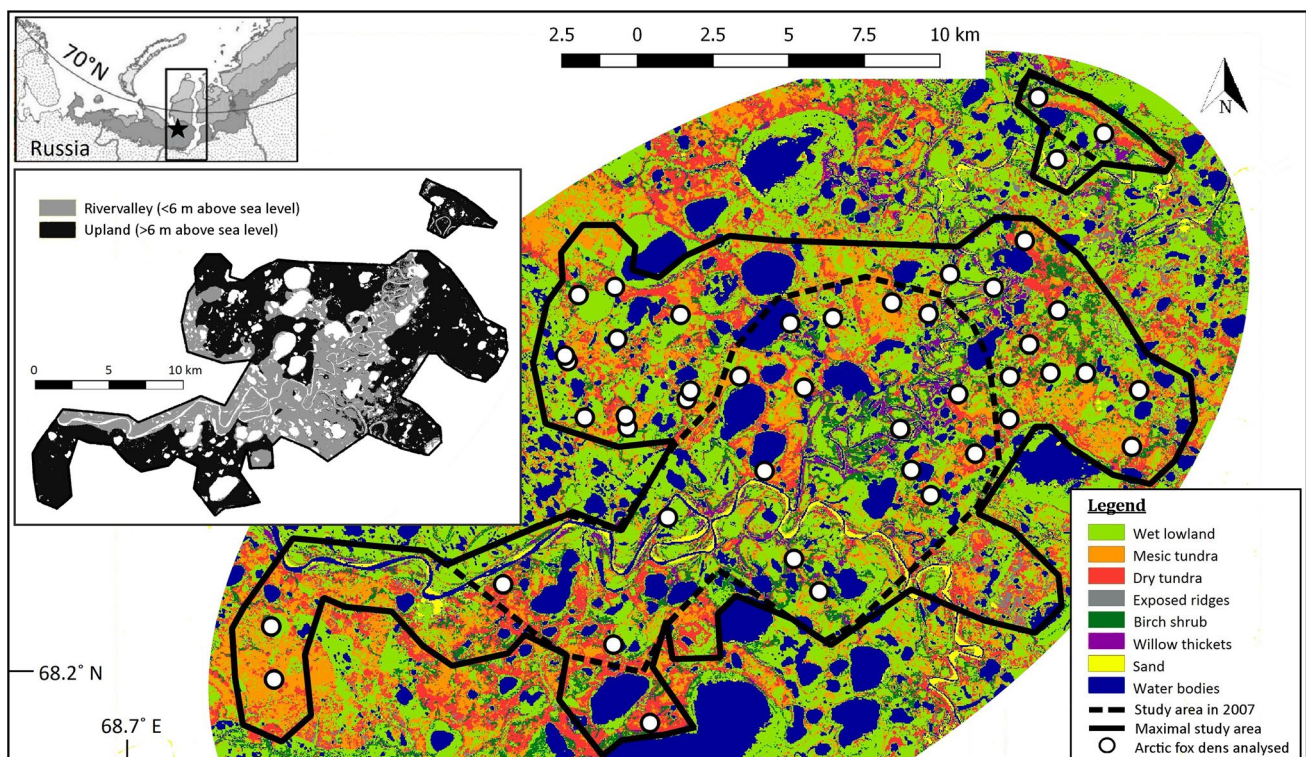 70°N
Russia
2.5 0 2.5 5 7.5 10 km
N
Rivervalley (<6 m above sea level)
Upland (>6 m above sea level)
0 5 10 km
68.2° N
68.7° E
Legend
Wet lowland
Mesic tundra
Dry tundra
Exposed ridges
Birch shrub
Willow thickets
Sand
Water bodies
Study area in 2007
Maximal study area
Arctic fox dens analysed